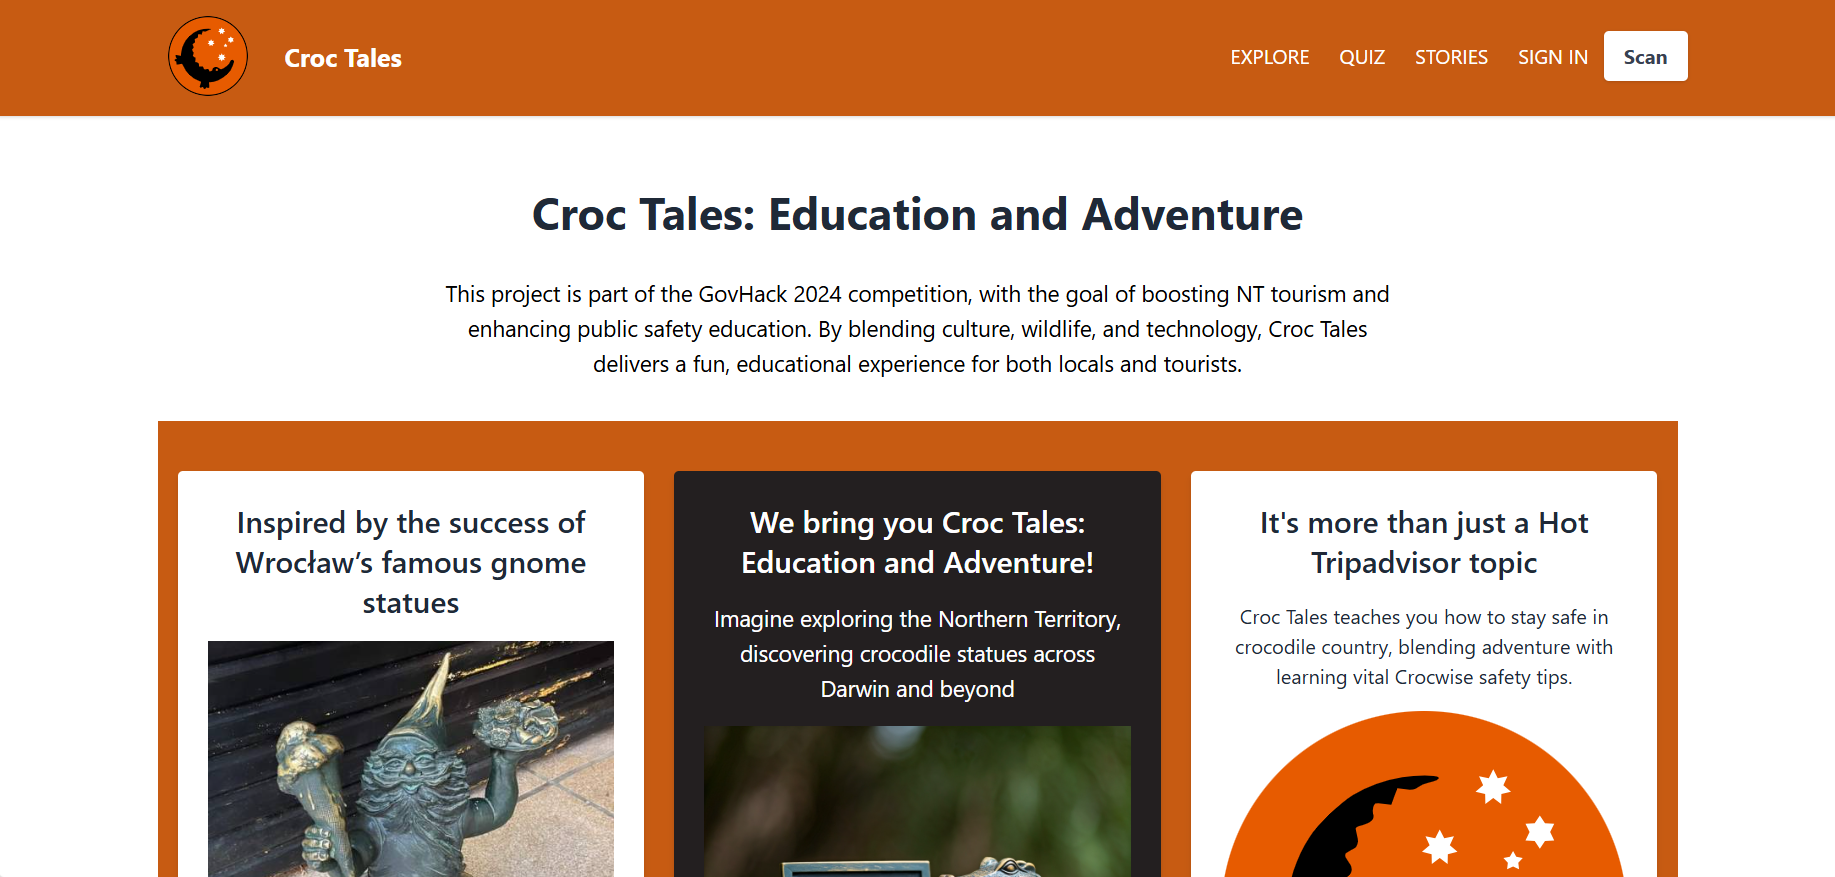 Croc Tales
EXPLORE
QUIZ
STORIES
SIGN IN
Scan
Croc Tales: Education and Adventure
This project is part of the GovHack 2024 competition, with the goal of boosting NT tourism and
enhancing public safety education. By blending culture, wildlife, and technology, Croc Tales
delivers a fun, educational experience for both locals and tourists.
Inspired by the success of
Wrocław’s famous gnome
statues
We bring you Croc Tales:
Education and Adventure!
Imagine exploring the Northern Territory,
discovering crocodile statues across
Darwin and beyond
It's more than just a Hot
Tripadvisor topic
Croc Tales teaches you how to stay safe in
crocodile country, blending adventure with
learning vital Crocwise safety tips.